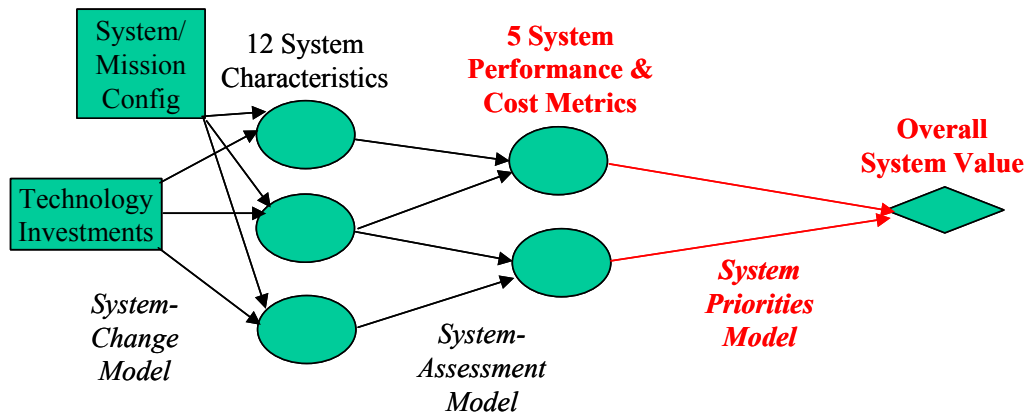 System/
Mission
Config
12 System
Characteristics
5 System
Performance &
Cost Metrics
Overall
System Value
Technology
Investments
System-
Change
Model
System-
Assessment
Model
System
Priorities
Model